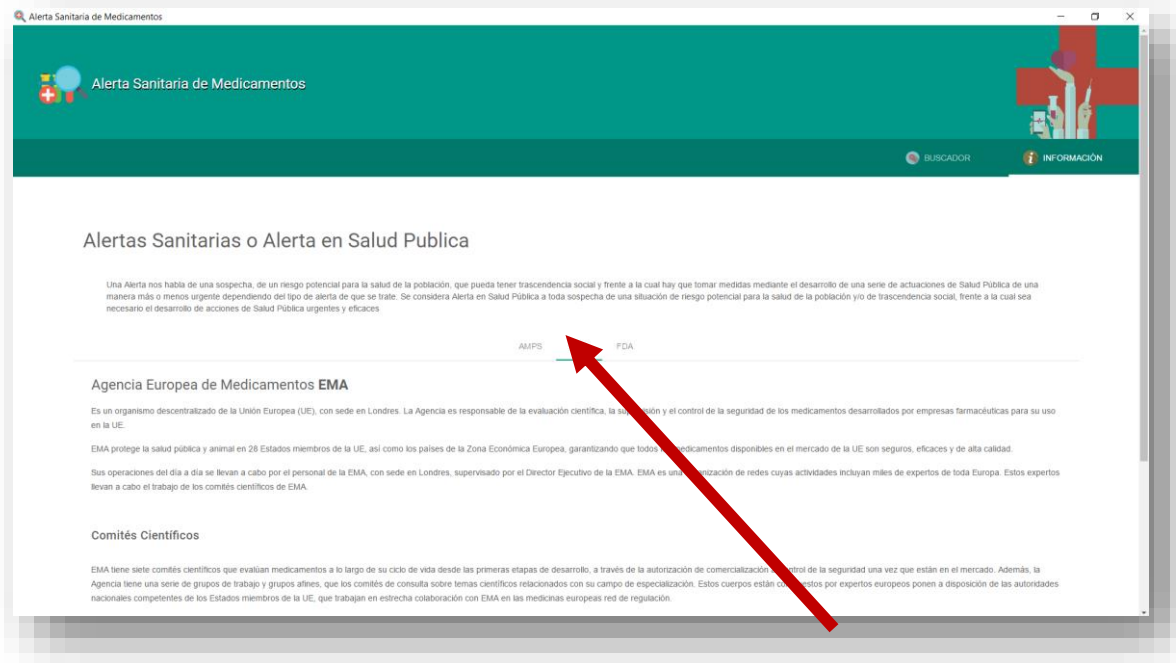 Alerta Sanitaria de Medicamentos
Alerta Sanitaria de Medicamentos
BUSCADOR
INFORMACIÓN
Alertas Sanitarias o Alerta en Salud Publica
Una Alerta nos habla de una sospecha, de un riesgo potencial para la salud de la población, que pueda tener trascendencia social y frente a la cual hay que tomar medidas mediante el desarrollo de una serie de actuaciones de Salud Pública de una
manera más o menos urgente dependiendo del tipo de alerta de que se trate. Se considera Alerta en Salud Pública a toda sospecha de una situación de riesgo potencial para la salud de la población y/o de trascendencia social, frente a la cual sea
necesario el desarrollo de acciones de Salud Pública urgentes y eficaces
AMPS
FDA
Agencia Europea de Medicamentos EMA
Es un organismo descentralizado de la Unión Europea (UE), con sede en Londres. La Agencia es responsable de la evaluación científica, la supervisión y el control de la seguridad de los medicamentos desarrollados por empresas farmacéuticas para su uso
en la UE.
EMA protege la salud pública y animal en 28 Estados miembros de la UE, así como los países de la Zona Económica Europea, garantizando que todos medicamentos disponibles en el mercado de la UE son seguros, eficaces y de alta calidad.
Sus operaciones del día a día se llevan a cabo por el personal de la EMA, con sede en Londres, supervisado por el Director Ejecutivo de la EMA. EMA es una organización de redes cuyas actividades incluyan miles de expertos de toda Europa. Estos expertos
llevan a cabo el trabajo de los comités científicos de EMA.
Comités Científicos
EMA tiene siete comités científicos que evalúan medicamentos a lo largo de su ciclo de vida desde las primeras etapas de desarrollo, a través de la autorización de comercialización control de la seguridad una vez que están en el mercado. Además, la
Agencia tiene una serie de grupos de trabajo y grupos afines, que los comités de consulta sobre temas científicos relacionados con su campo de especialización. Estos cuerpos están compuestos por expertos europeos ponen a disposición de las autoridades
nacionales competentes de los Estados miembros de la UE, que trabajan en estrecha colaboración con EMA en las medicinas europeas red de regulación.